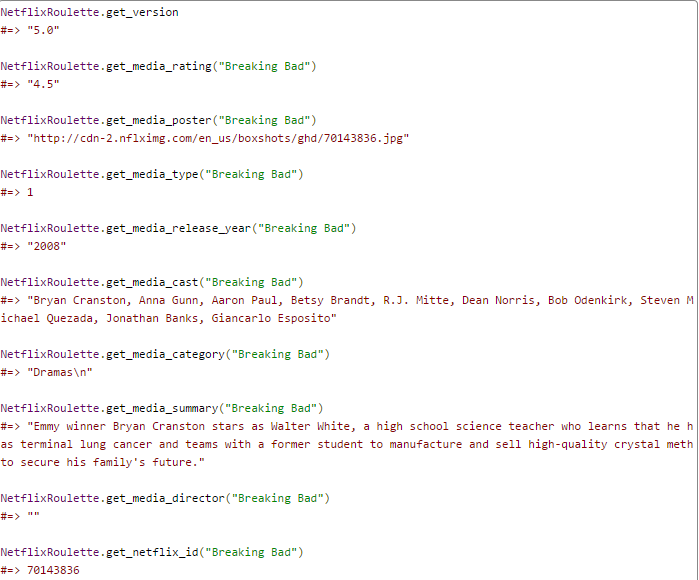 NetflixRoulette.get_version
#=> "5.0"
NetflixRoulette.get_media_rating("Breaking Bad")
#=> "4.5"
NetflixRoulette.get_media_poster("Breaking Bad")
#=> "http://cdn-2.nflximg.com/en_us/boxshots/ghd/70143836.jpg"
NetflixRoulette.get_media_type("Breaking Bad")
#=> 1
NetflixRoulette.get_media_release_year("Breaking Bad")
#=> "2008"
NetflixRoulette.get_media_cast("Breaking Bad")
#=> "Bryan Cranston, Anna Gunn, Aaron Paul, Betsy Brandt, R.J. Mitte, Dean Norris, Bob Odenkirk, Steven M
ichael Quezada, Jonathan Banks, Giancarlo Esposito"
NetflixRoulette.get_media_category("Breaking Bad")
#=> "Dramas\n"
NetflixRoulette.get_media_summary("Breaking Bad")
#=> "Emmy winner Bryan Cranston stars as Walter White, a high school science teacher who learns that he h
as terminal lung cancer and teams with a former student to manufacture and sell high-quality crystal meth
to secure his family's future."
NetflixRoulette.get_media_director("Breaking Bad")
#=> ""
NetflixRoulette.get_netflix_id("Breaking Bad")
#=> 70143836